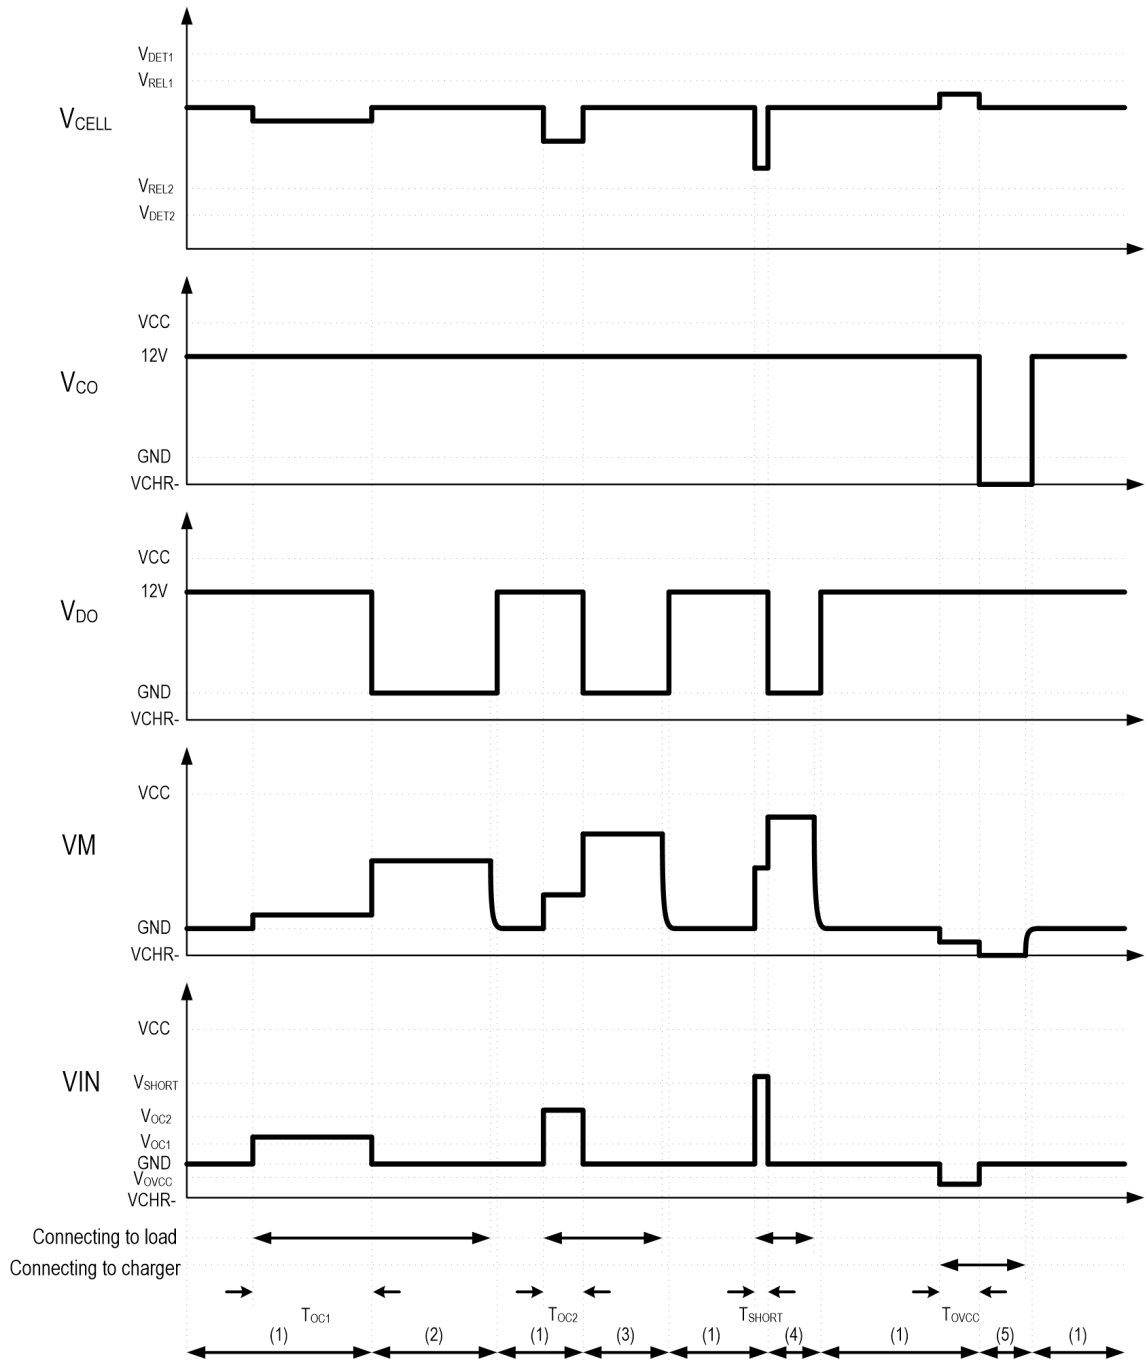 VDET1
VREL1
VCELL
VREL2
VDET2
VCC
12V
VCO
GND
VCHR-
VCC
12V
VDO
GND
VCHR-
VCC
VM
GND
VCHR-
VCC
VIN
VSHORT
VOC2
VOC1
GND
VOVCC
VCHR-
Connecting to load
Connecting to charger
TOC1 TOC2 TSHORT TOVCC
(1) (2) (1) (3) (1) (4) (1) (5) (1)